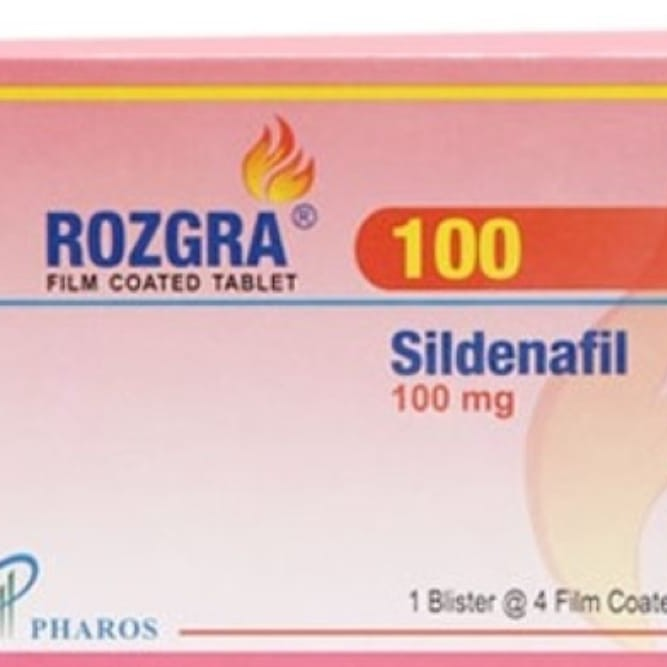 ROZGRA®
FILM COATED TABLET
100
Sildenafil
100 mg
1 Blister @ 4 Film Coate
PHAROS